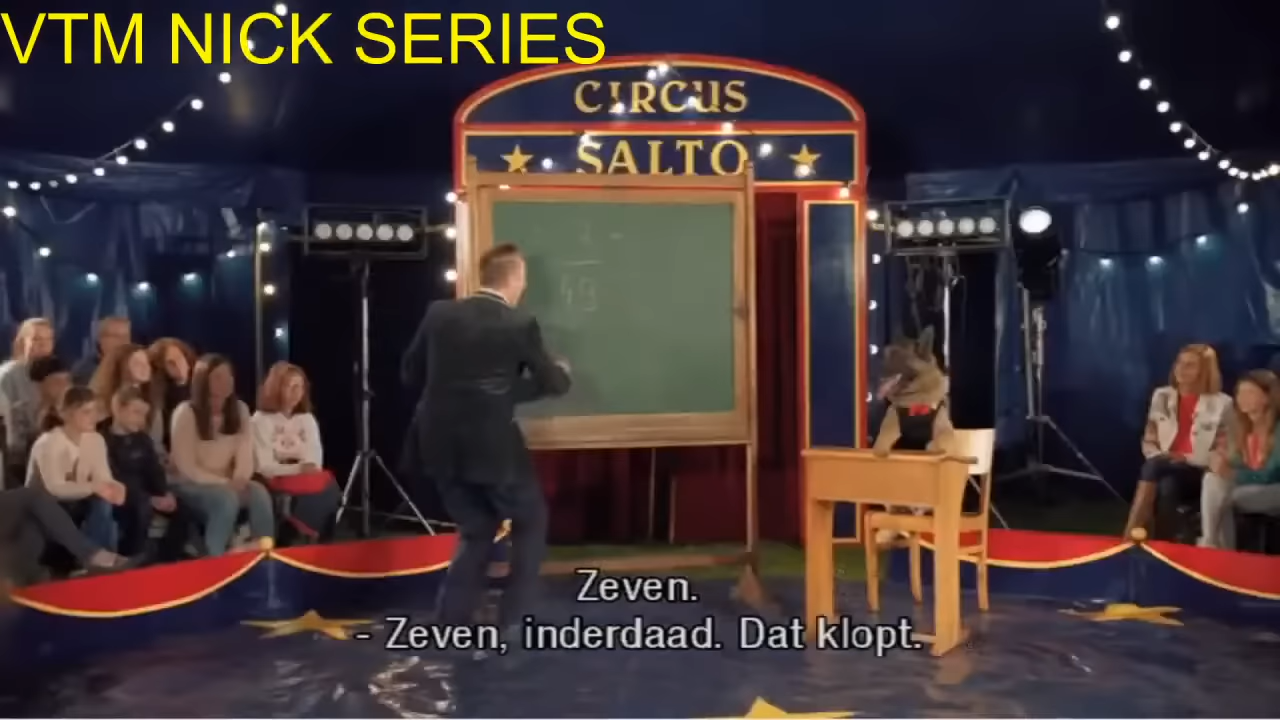 VTM NICK SERIES
CIRCUS
SALTO
Zeven.
- Zeven, inderdaad. Dat klopt.